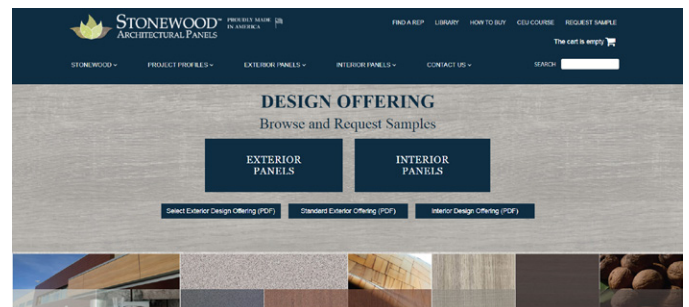 STONEWOOD™ PROUDLY MADE
IN AMERICA
ARCHITECTURAL PANELS
FIND A REP LIBRARY HOW TO BUY CEU COURSE REQUEST SAMPLE
The cart is empty
STONEWOOD PROJECT PROFILES EXTERIOR PANELS INTERIOR PANELS CONTACT US SEARCH
DESIGN OFFERING
Browse and Request Samples
EXTERIOR
PANELS
INTERIOR
PANELS
Select Exterior Design Offering (PDF) Standard Exterior Offering (PDF) Interior Design Offering (PDF)